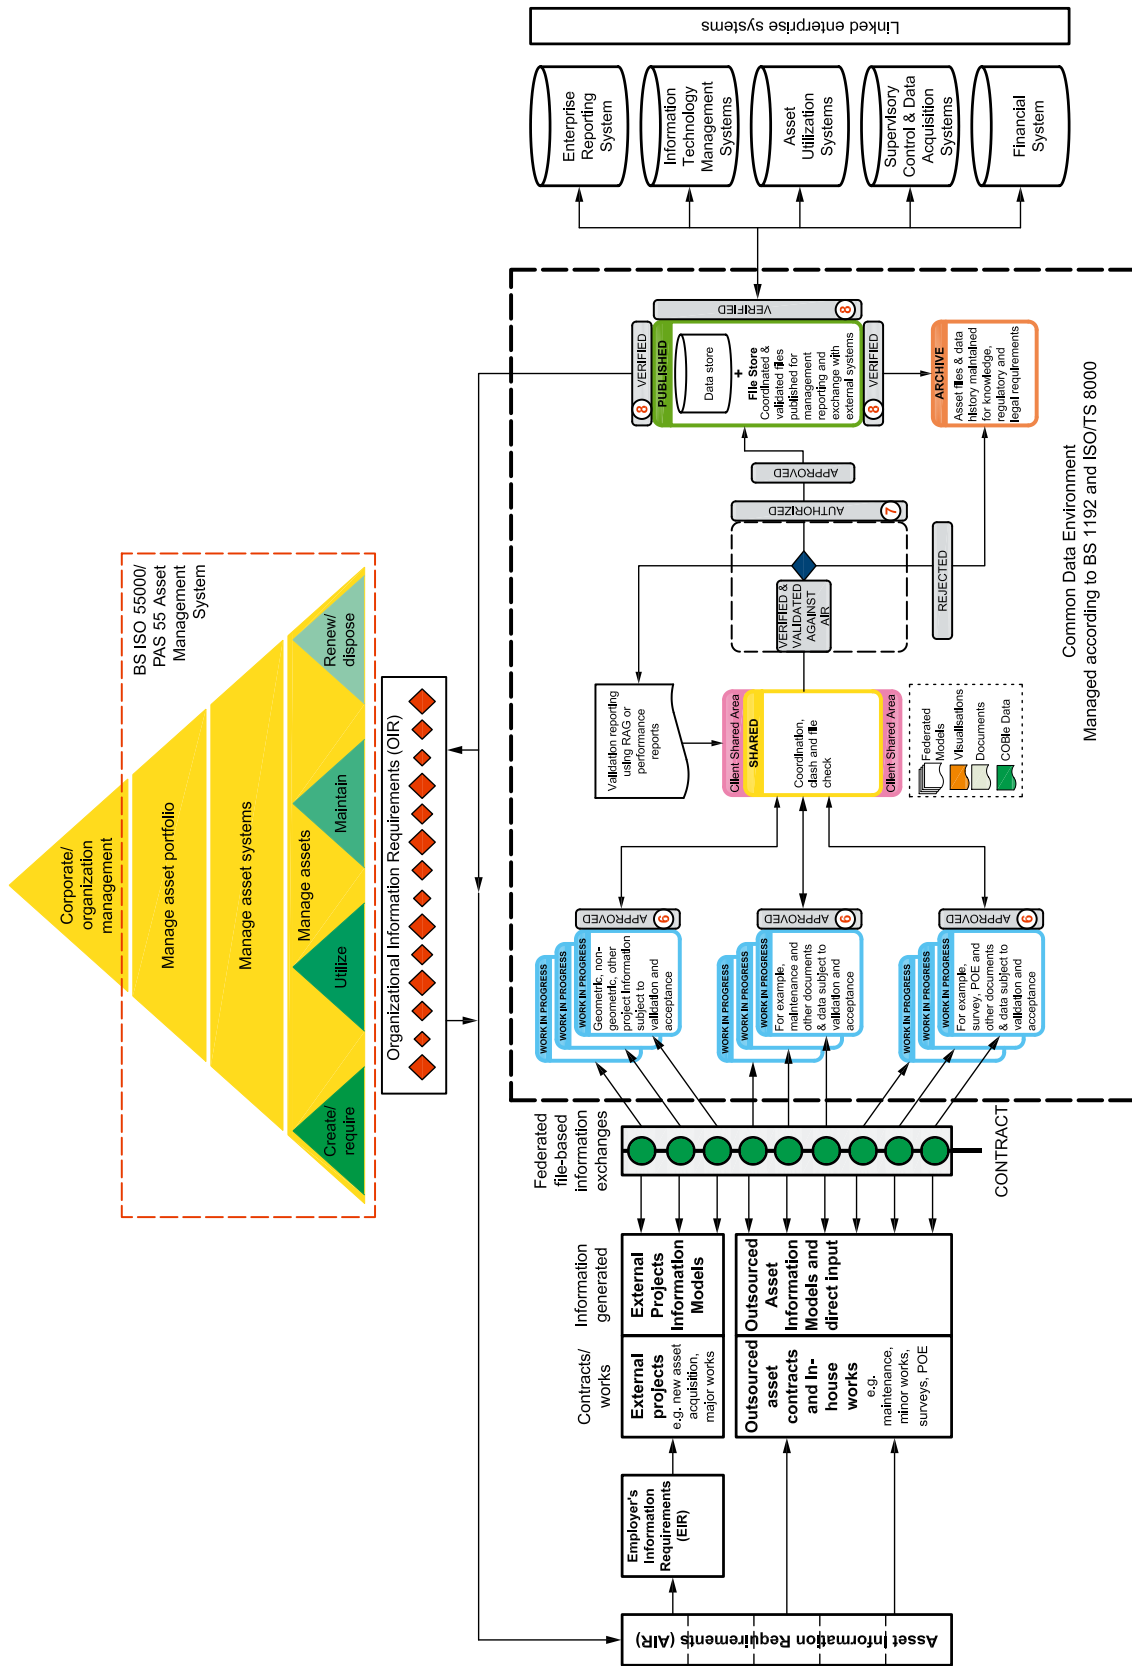 Corporate/
organization
management
Manage asset portfolio
Manage asset systems
Manage assets
Create/
require
Utilize
Maintain
Renew/
dispose
BS ISO 55000/
PAS 55 Asset
Management
System
Organizational Information Requirements (OIR)
Asset Information Requirements (AIR)
Employer's
Information
Requirements
(EIR)
Contracts/
works
External
projects
e.g. new asset
acquisition,
major works
Outsourced
asset
contracts
and In-
house
works
e.g.
maintenance,
minor works,
surveys, POE
Information
generated
External
Projects
Information
Models
Outsourced
Asset
Information
Models and
direct input
Federated
file-based
information
exchanges
CONTRACT
WORK IN PROGRESS
WORK IN PROGRESS
WORK IN PROGRESS
Geometric, non-
geometric, other
project information
subject to
validation and
acceptance
APPROVED
6
WORK IN PROGRESS
WORK IN PROGRESS
WORK IN PROGRESS
For example,
maintenance and
other documents
& data subject to
validation and
acceptance
APPROVED
6
WORK IN PROGRESS
WORK IN PROGRESS
WORK IN PROGRESS
For example,
survey, POE and
other documents
& data subject to
validation and
acceptance
APPROVED
6
Validation reporting
using RAG or
performance
reports
Client Shared Area
SHARED
Coordination,
clash and file
check
Client Shared Area
Federated
Models
Visualisations
Documents
COBie Data
VERIFIED &
VALIDATED
AGAINST
AIR
AUTHORIZED
7
APPROVED
REJECTED
8 VERIFIED
PUBLISHED
Data store
+
File Store
Coordinated &
validated files
published for
management
reporting and
exchange with
external systems
VERIFIED
8
8 VERIFIED
ARCHIVE
Asset files & data
history maintained
for knowledge,
regulatory and
legal requirements
Common Data Environment
Managed according to BS 1192 and ISO/TS 8000
Enterprise
Reporting
System
Information
Technology
Management
Systems
Asset
Utilization
Systems
Supervisory
Control & Data
Acquisition
Systems
Financial
System
Linked enterprise systems